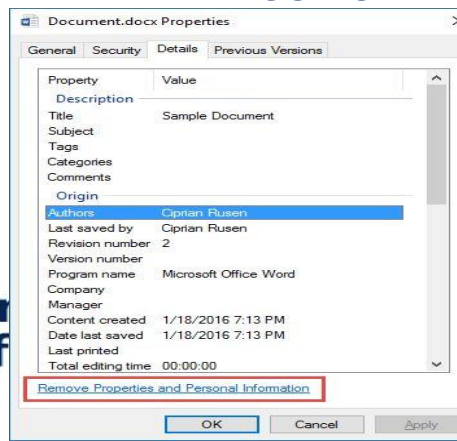 Document.docx Properties
General Security Details Previous Versions
Property Value
Description
Title Sample Document
Subject
Tags
Categories
Comments
Origin
Authors Ciprian Rusen
Last saved by Ciprian Rusen
Revision number 2
Version number
Program name Microsoft Office Word
Company
Manager
Content created 1/18/2016 7:13 PM
Date last saved 1/18/2016 7:13 PM
Last printed
Total editing time 00:00:00
Remove Properties and Personal Information
OK Cancel Apply